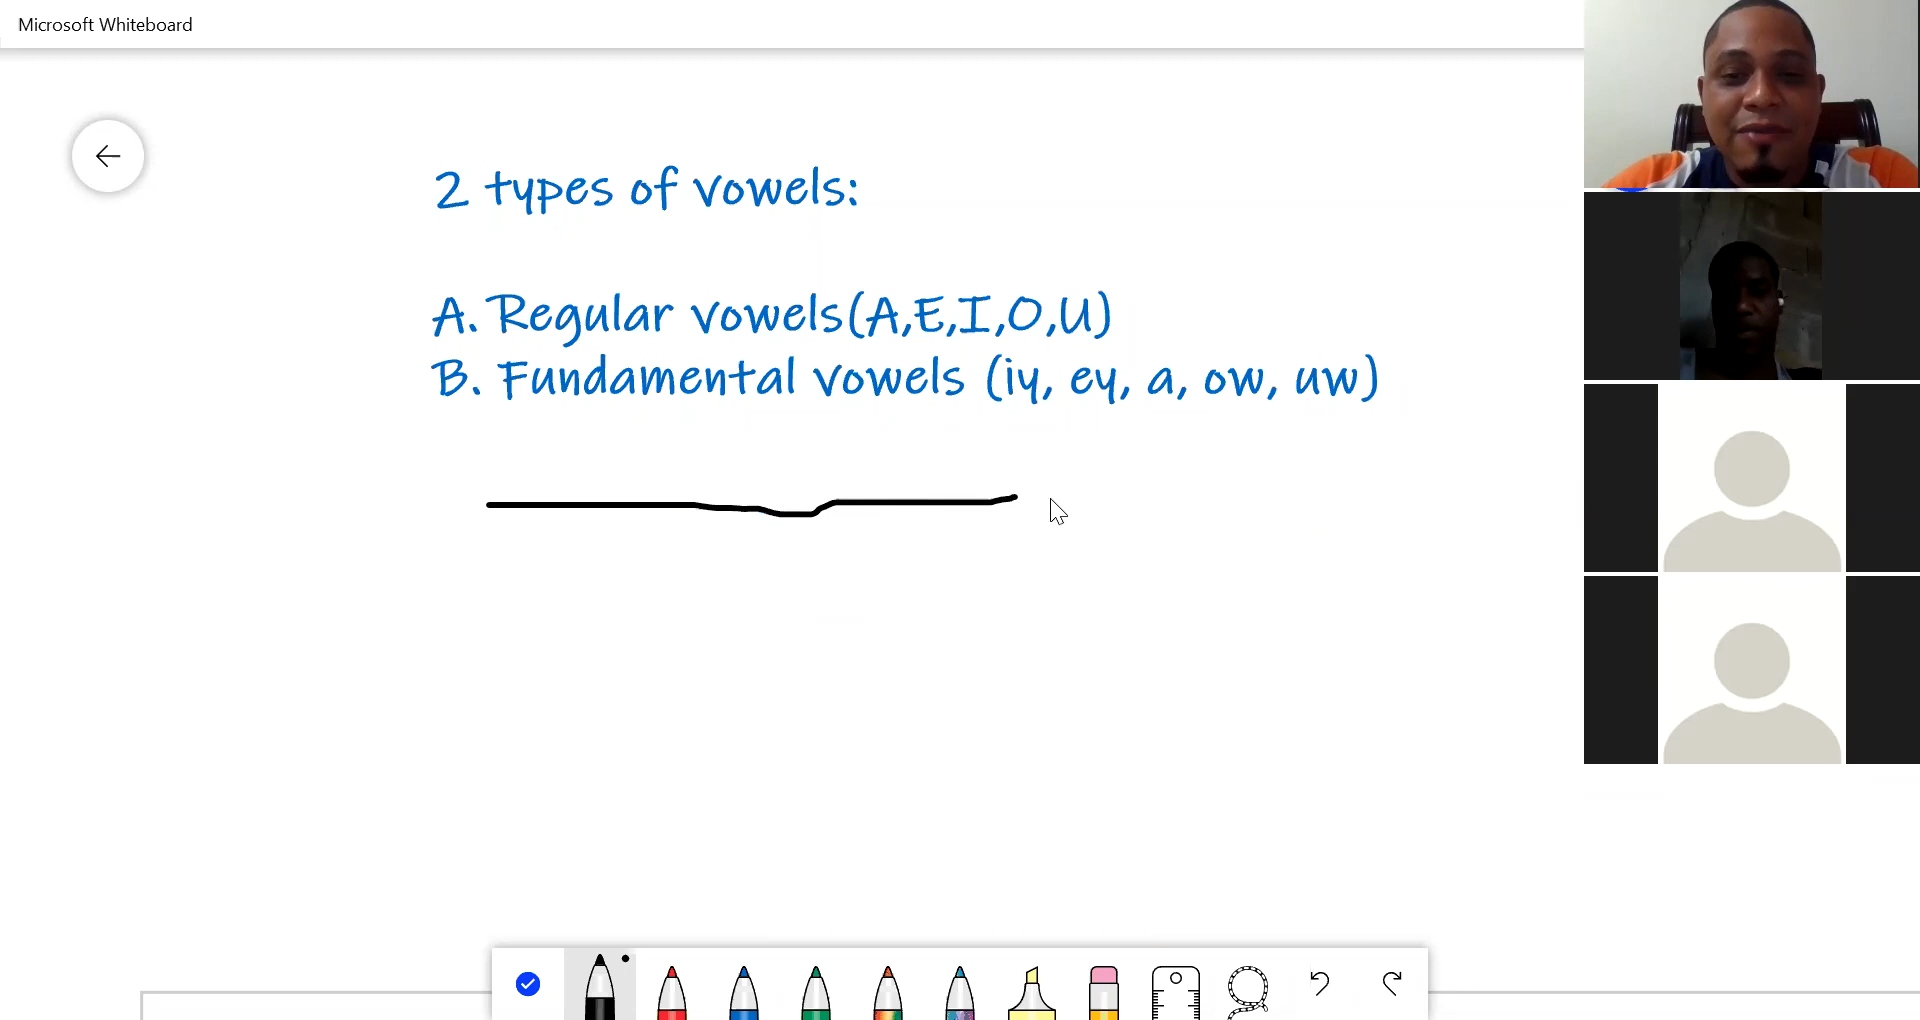 Microsoft Whiteboard
2 types of vowels:
A. Regular vowels(A,E,I,O,U)
B. Fundamental vowels (iy, ey, a, ow, uw)